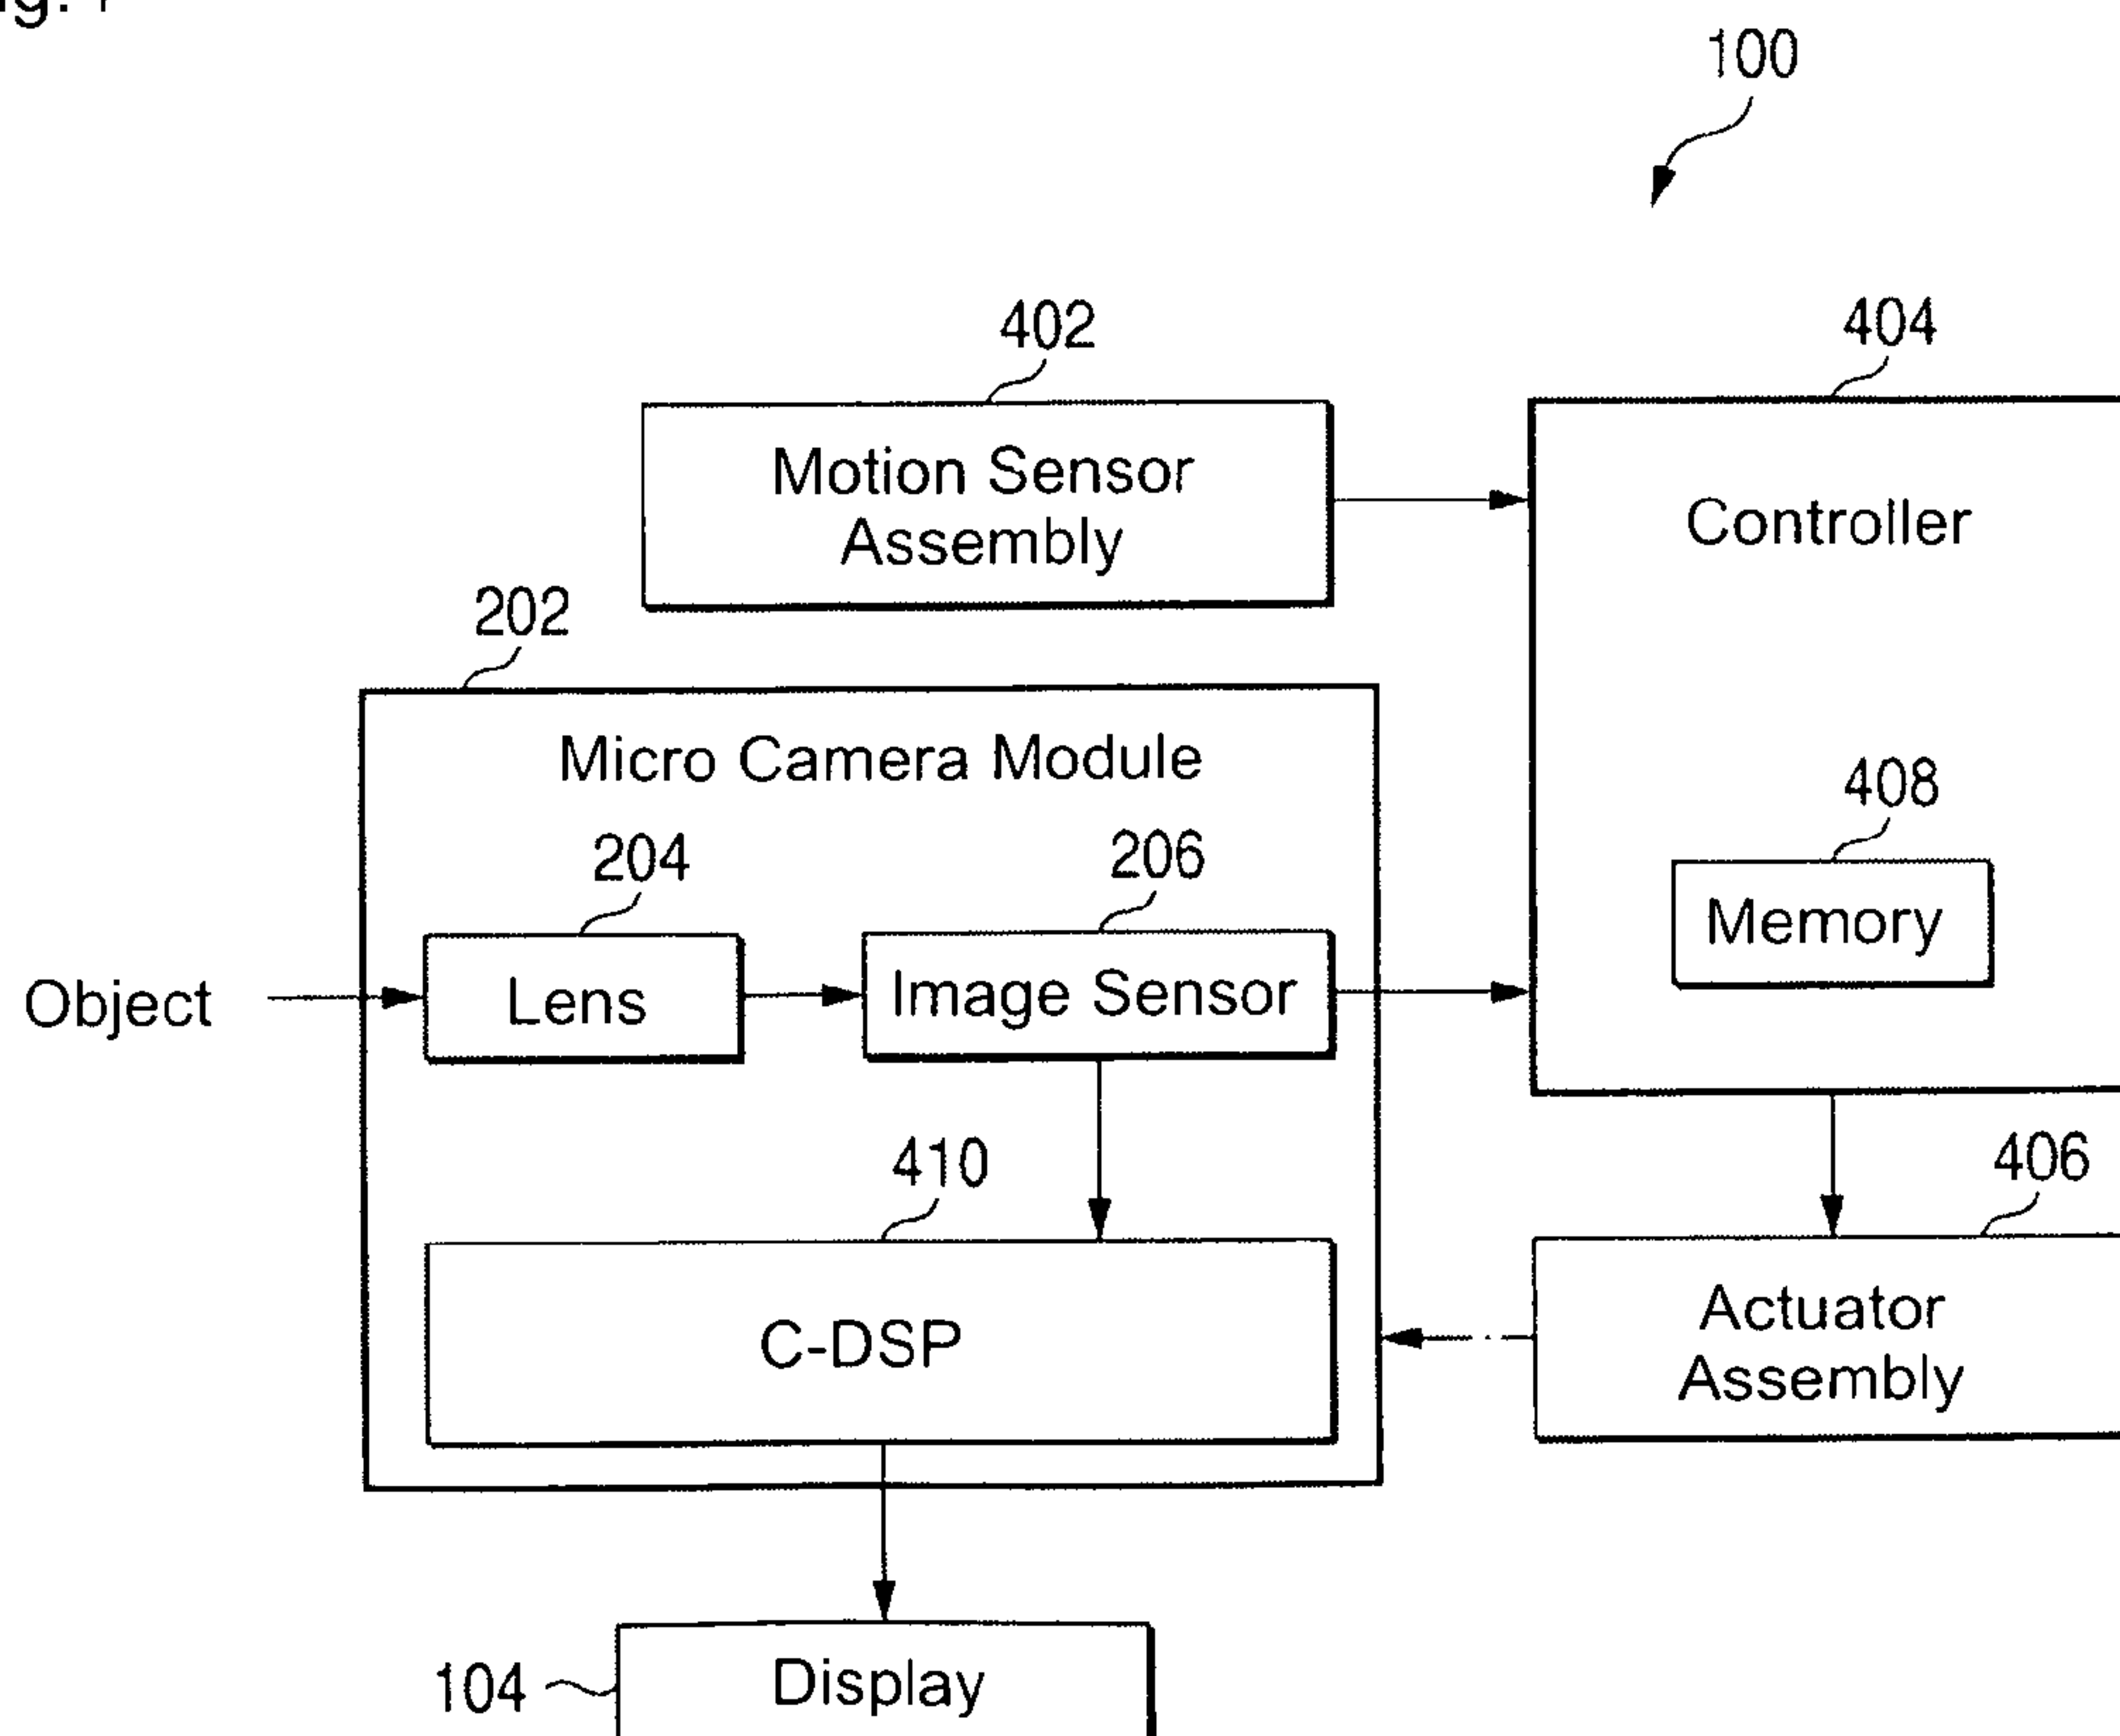 100
402
404
Motion Sensor
Assembly
Controller
202
Micro Camera Module
408
204
206
Memory
Object
Lens
Image Sensor
410
406
C-DSP
Actuator
Assembly
104
Display